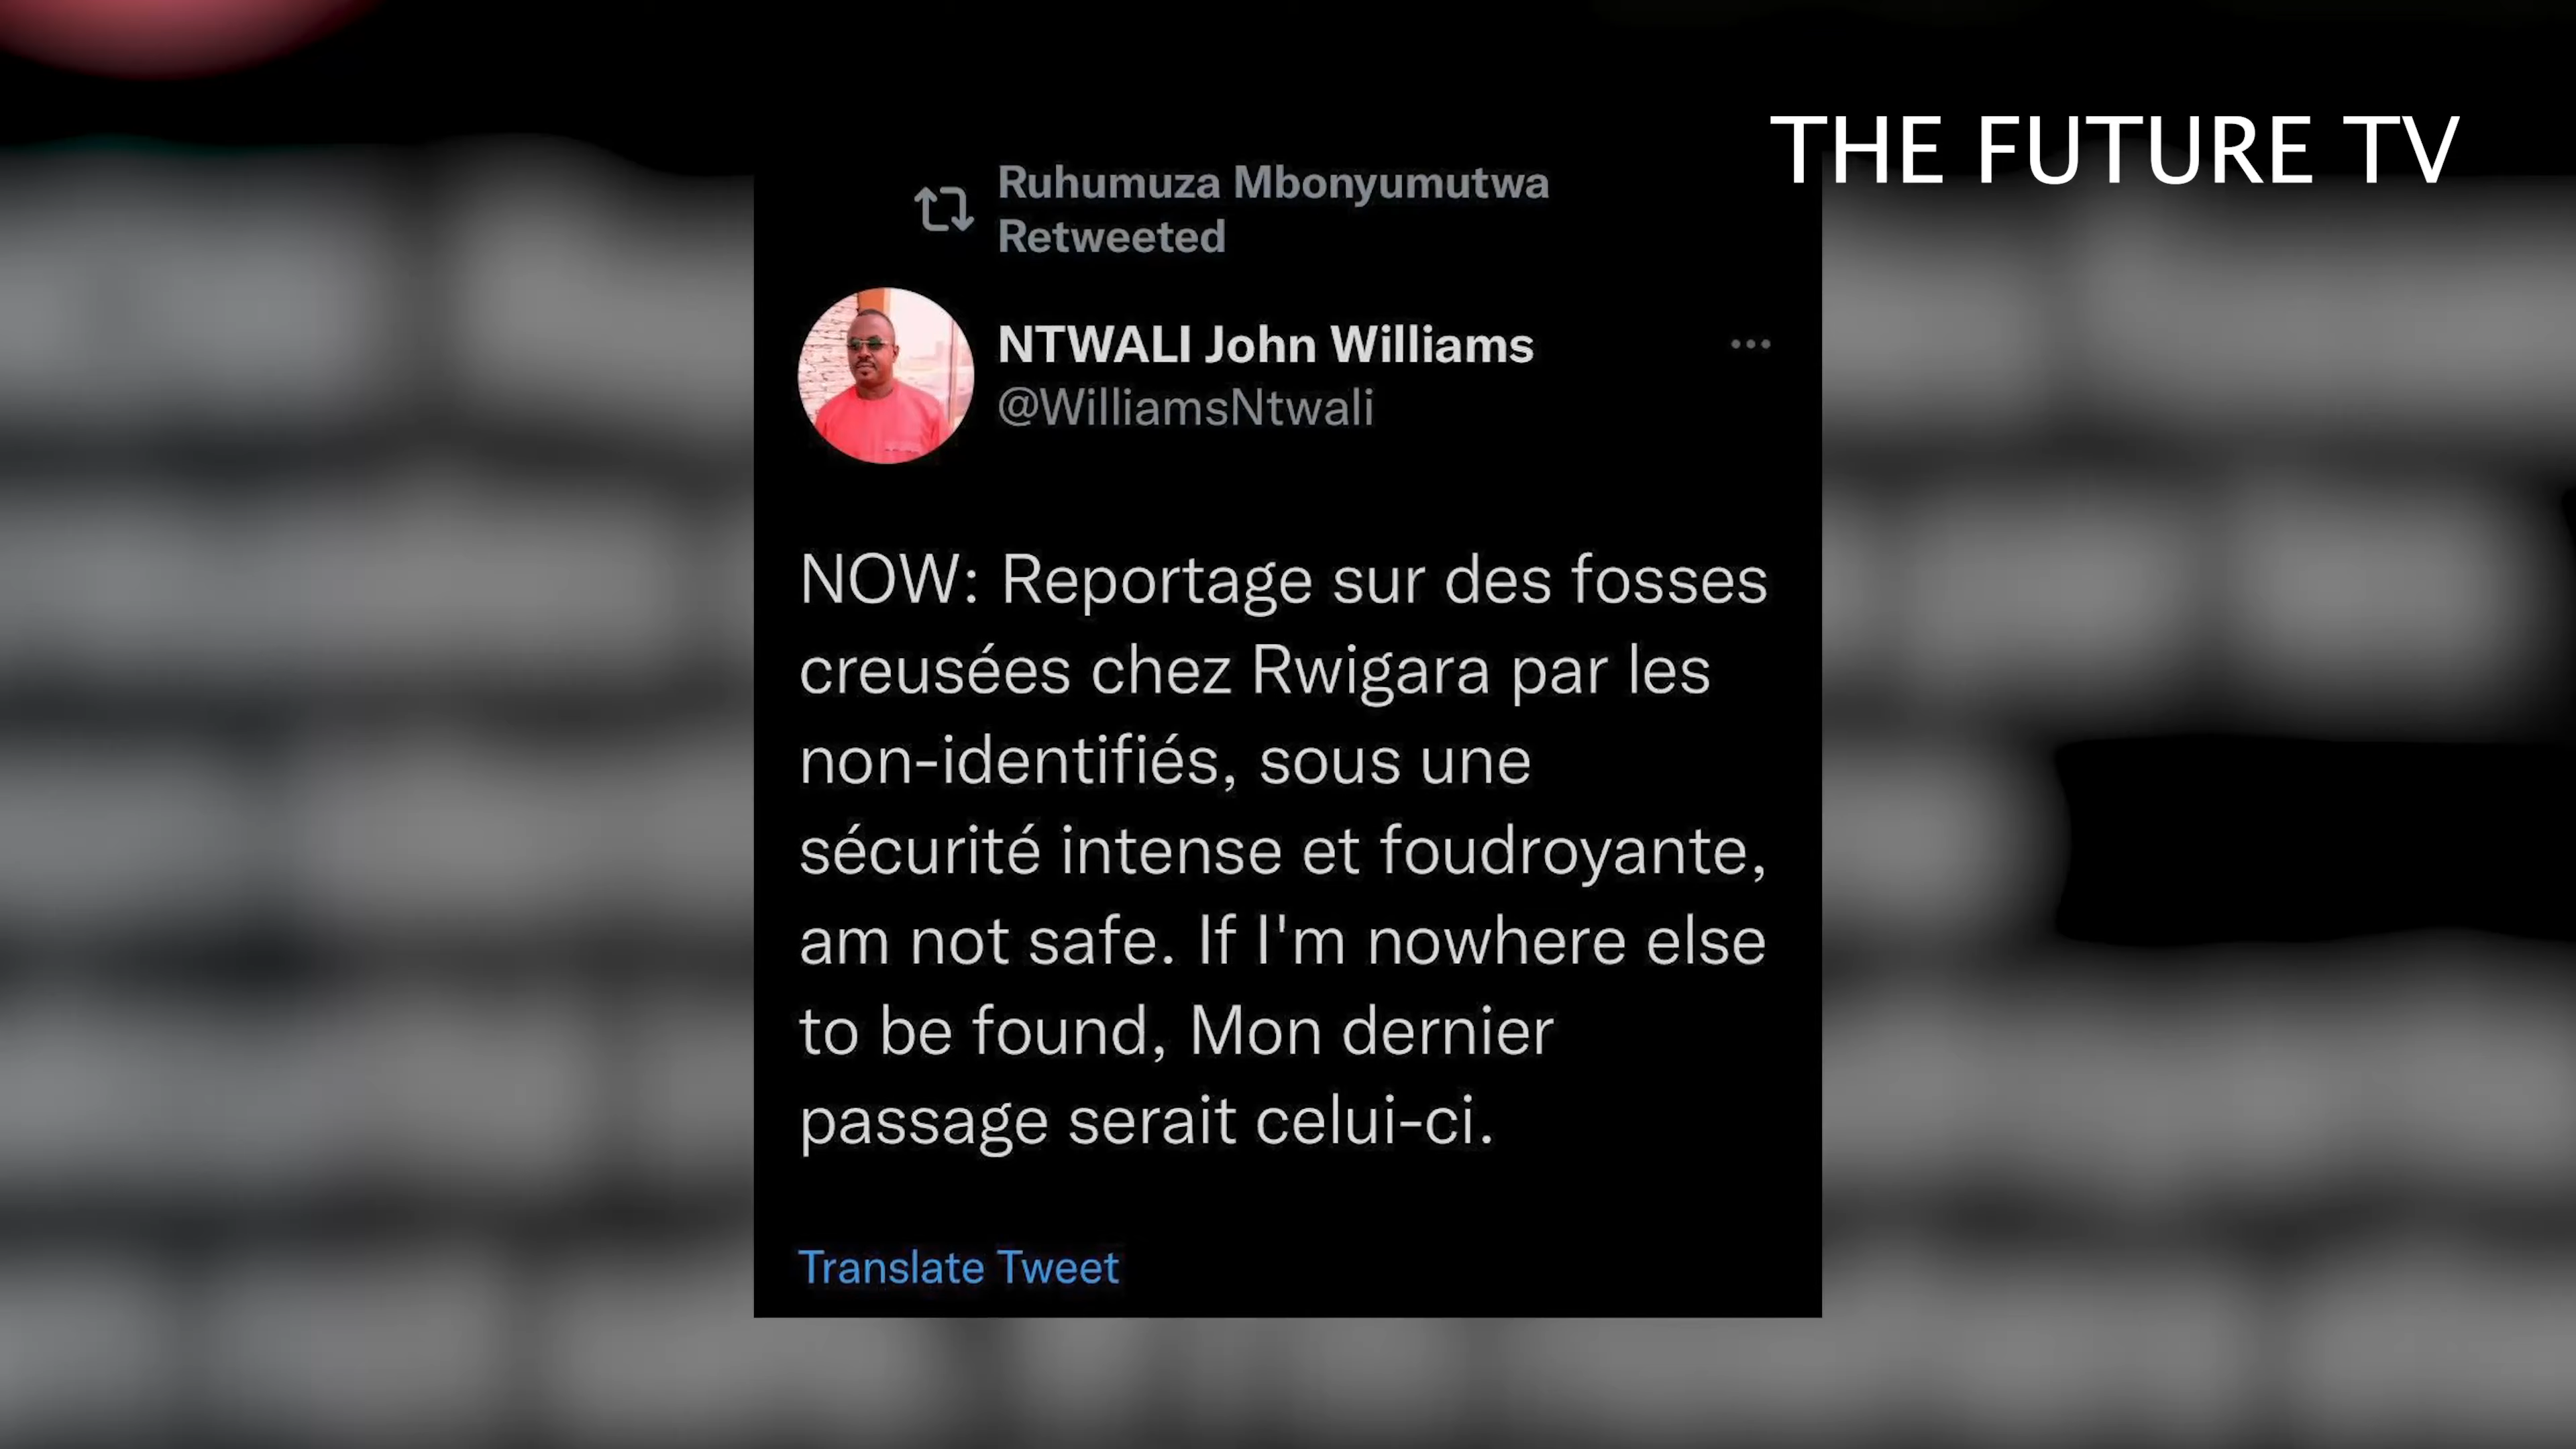 THE FUTURE TV
Ruhumuza Mbonyumutwa
Retweeted
NTWALI John Williams
@WilliamsNtwali
NOW: Reportage sur des fosses
creusées chez Rwigara par les
non-identifiés, sous une
sécurité intense et foudroyante,
am not safe. If I'm nowhere else
to be found, Mon dernier
passage serait celui-ci.
Translate Tweet